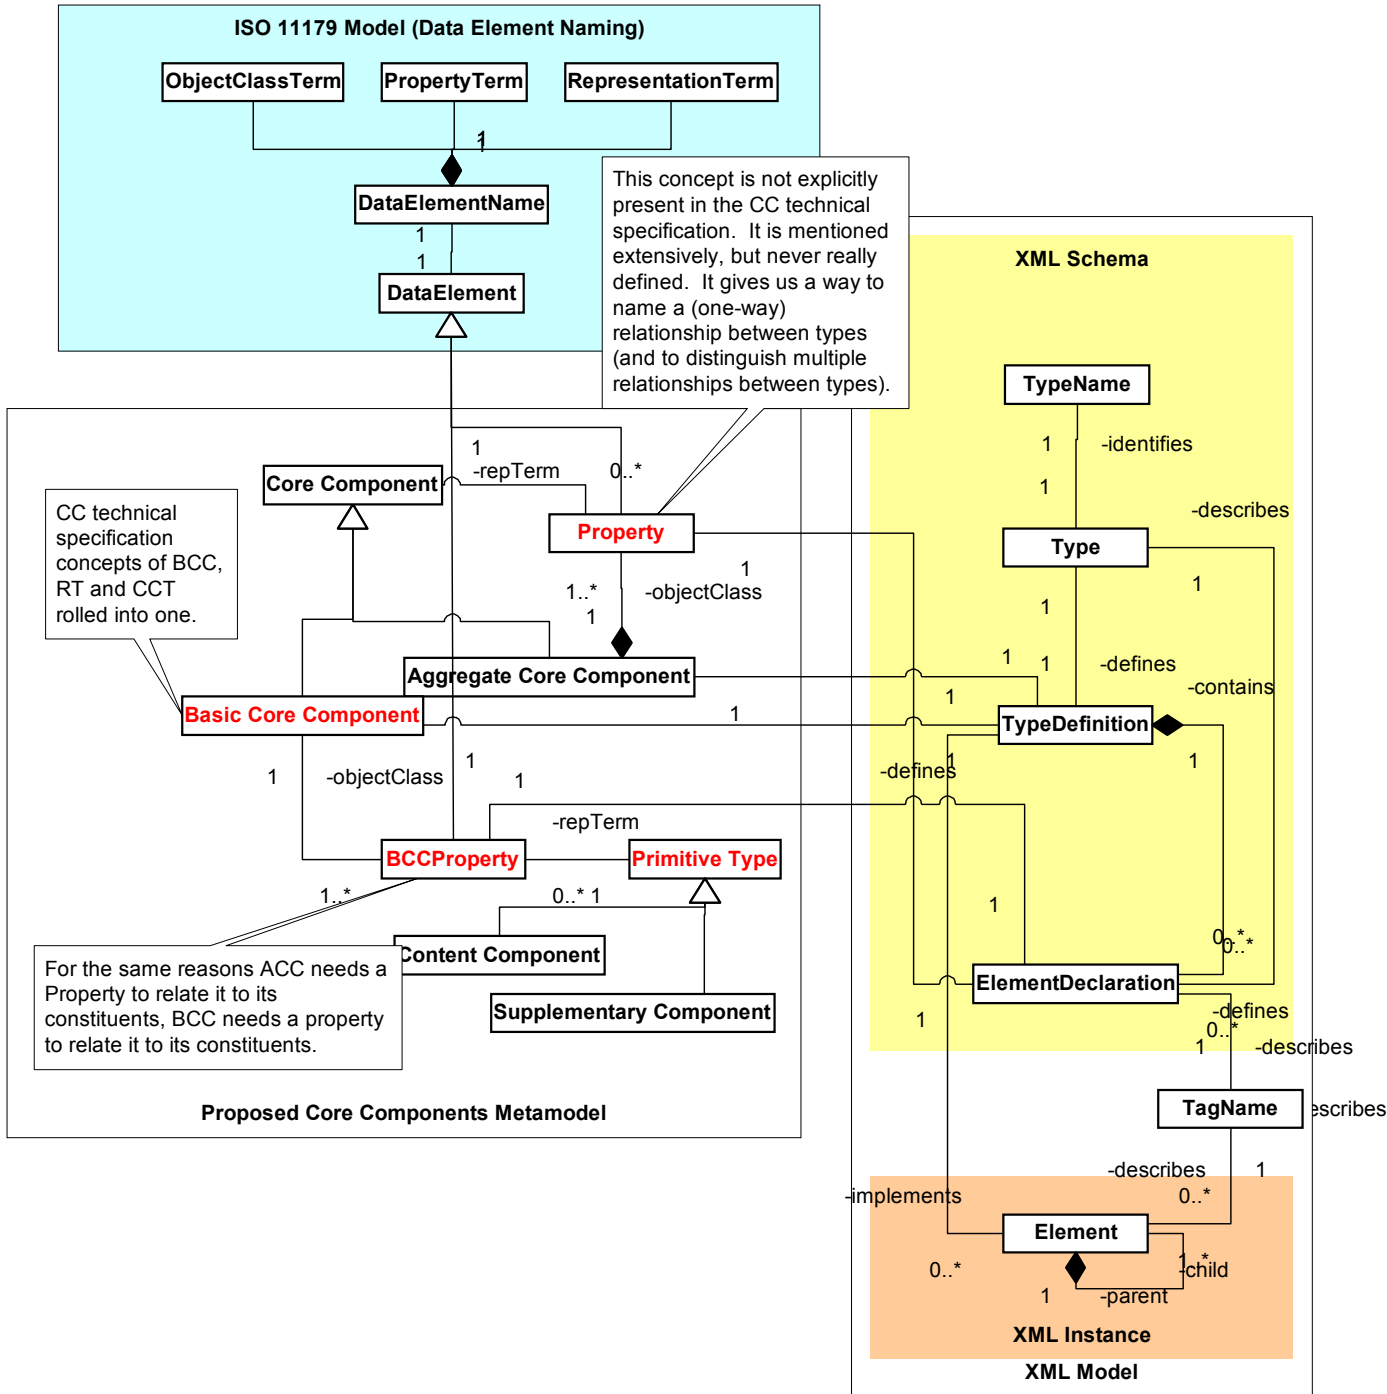 ISO 11179 Model (Data Element Naming)
ObjectClassTerm
PropertyTerm
RepresentationTerm
1
1
DataElementName
1
1
DataElement
This concept is not explicitly
present in the CC technical
specification. It is mentioned
extensively, but never really
defined. It gives us a way to
name a (one-way)
relationship between types
(and to distinguish multiple
relationships between types).
1
-repTerm
0..*
Core Component
CC technical
specification
concepts of BCC,
RT and CCT
rolled into one.
Property
1
1..*
-objectClass
1
Aggregate Core Component
Basic Core Component
1
1
-objectClass
1
1
-repTerm
BCCProperty
Primitive Type
1..*
0..*
1
Content Component
Supplementary Component
For the same reasons ACC needs a
Property to relate it to its
constituents, BCC needs a property
to relate it to its constituents.
Proposed Core Components Metamodel
XML Schema
TypeName
1
-identifies
1
-describes
Type
1
1
1
1
1
-defines
-contains
1
TypeDefinition
1
1
-defines
1
0..*
0..*
ElementDeclaration
1
-defines
0..*
1
-describes
TagName
escribes
-describes
1
-implements
0..*
Element
0..*
1..*
-child
1
-parent
XML Instance
XML Model